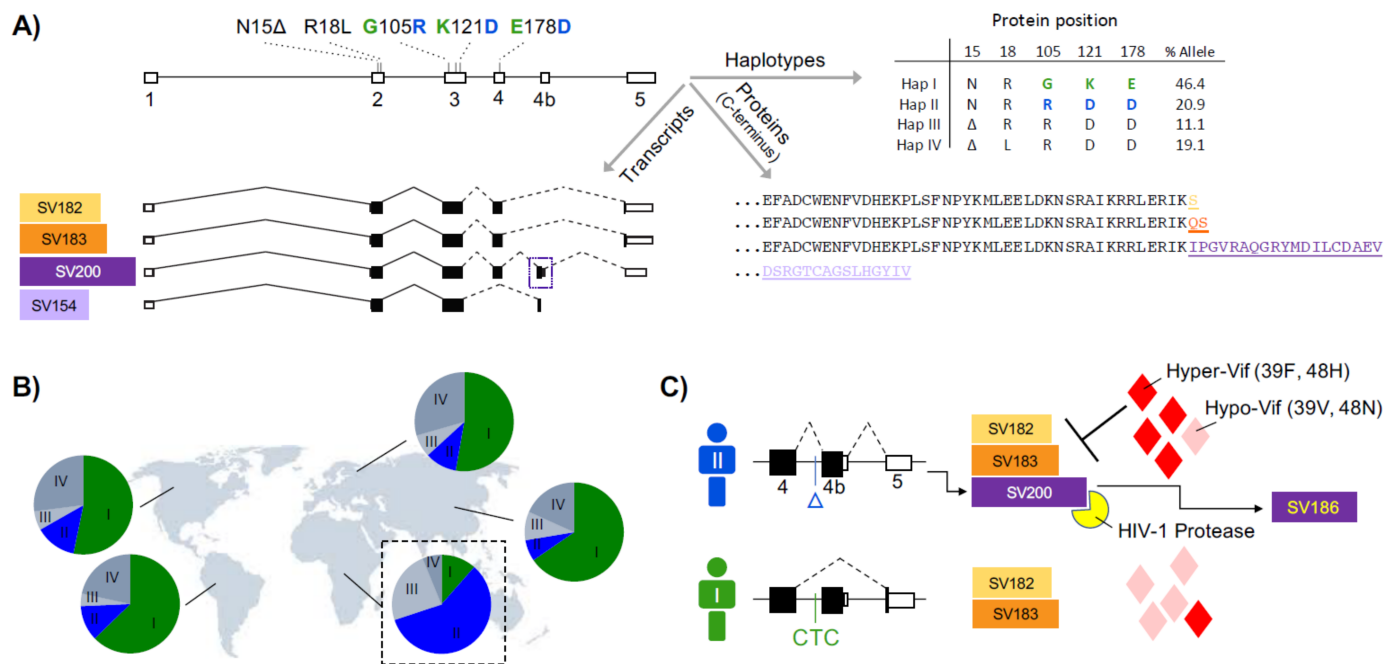 A)
N15Δ R18L G105R K121D E178D
1 2 3 4 4b 5
Haplotypes
Proteins
(C-terminus)
Transcripts
Protein position
15 18 105 121 178 % Allele
Hap I N R G K E 46.4
Hap II N R R D D 20.9
Hap III Δ R R D D 11.1
Hap IV Δ L R D D 19.1
SV182
SV183
SV200
SV154
...EFADCWENFVDHEKPLSFNPYKMLEELDKNSRAIKRRLERIKS
...EFADCWENFVDHEKPLSFNPYKMLEELDKNSRAIKRRLERIKQS
...EFADCWENFVDHEKPLSFNPYKMLEELDKNSRAIKRRLERIKIPGVRAQGRYMDILCDAEV
...DSRGTCAGSLHGYIV
B)
IV
III
II
I
IV
III
II
I
IV
III
II
I
IV
III
II
I
IV
I
III
II
C)
II
4 4b 5
Δ
SV182
SV183
SV200
Hyper-Vif (39F, 48H)
Hypo-Vif (39V, 48N)
SV186
HIV-1 Protease
I
CTC
SV182
SV183